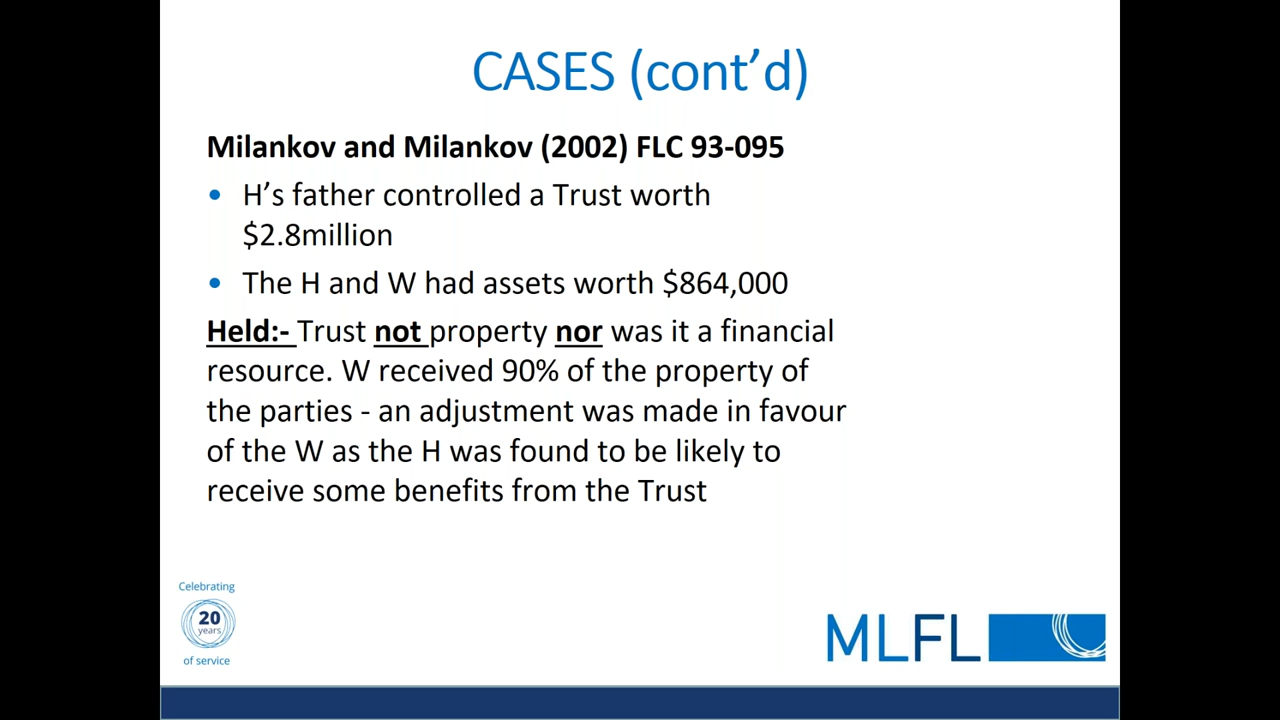 CASES (cont’d)
Milankov and Milankov (2002) FLC 93-095
• H’s father controlled a Trust worth
$2.8million
• The H and W had assets worth $864,000
Held:- Trust not property nor was it a financial
resource. W received 90% of the property of
the parties - an adjustment was made in favour
of the W as the H was found to be likely to
receive some benefits from the Trust
Celebrating
20
years
of service
MLFL